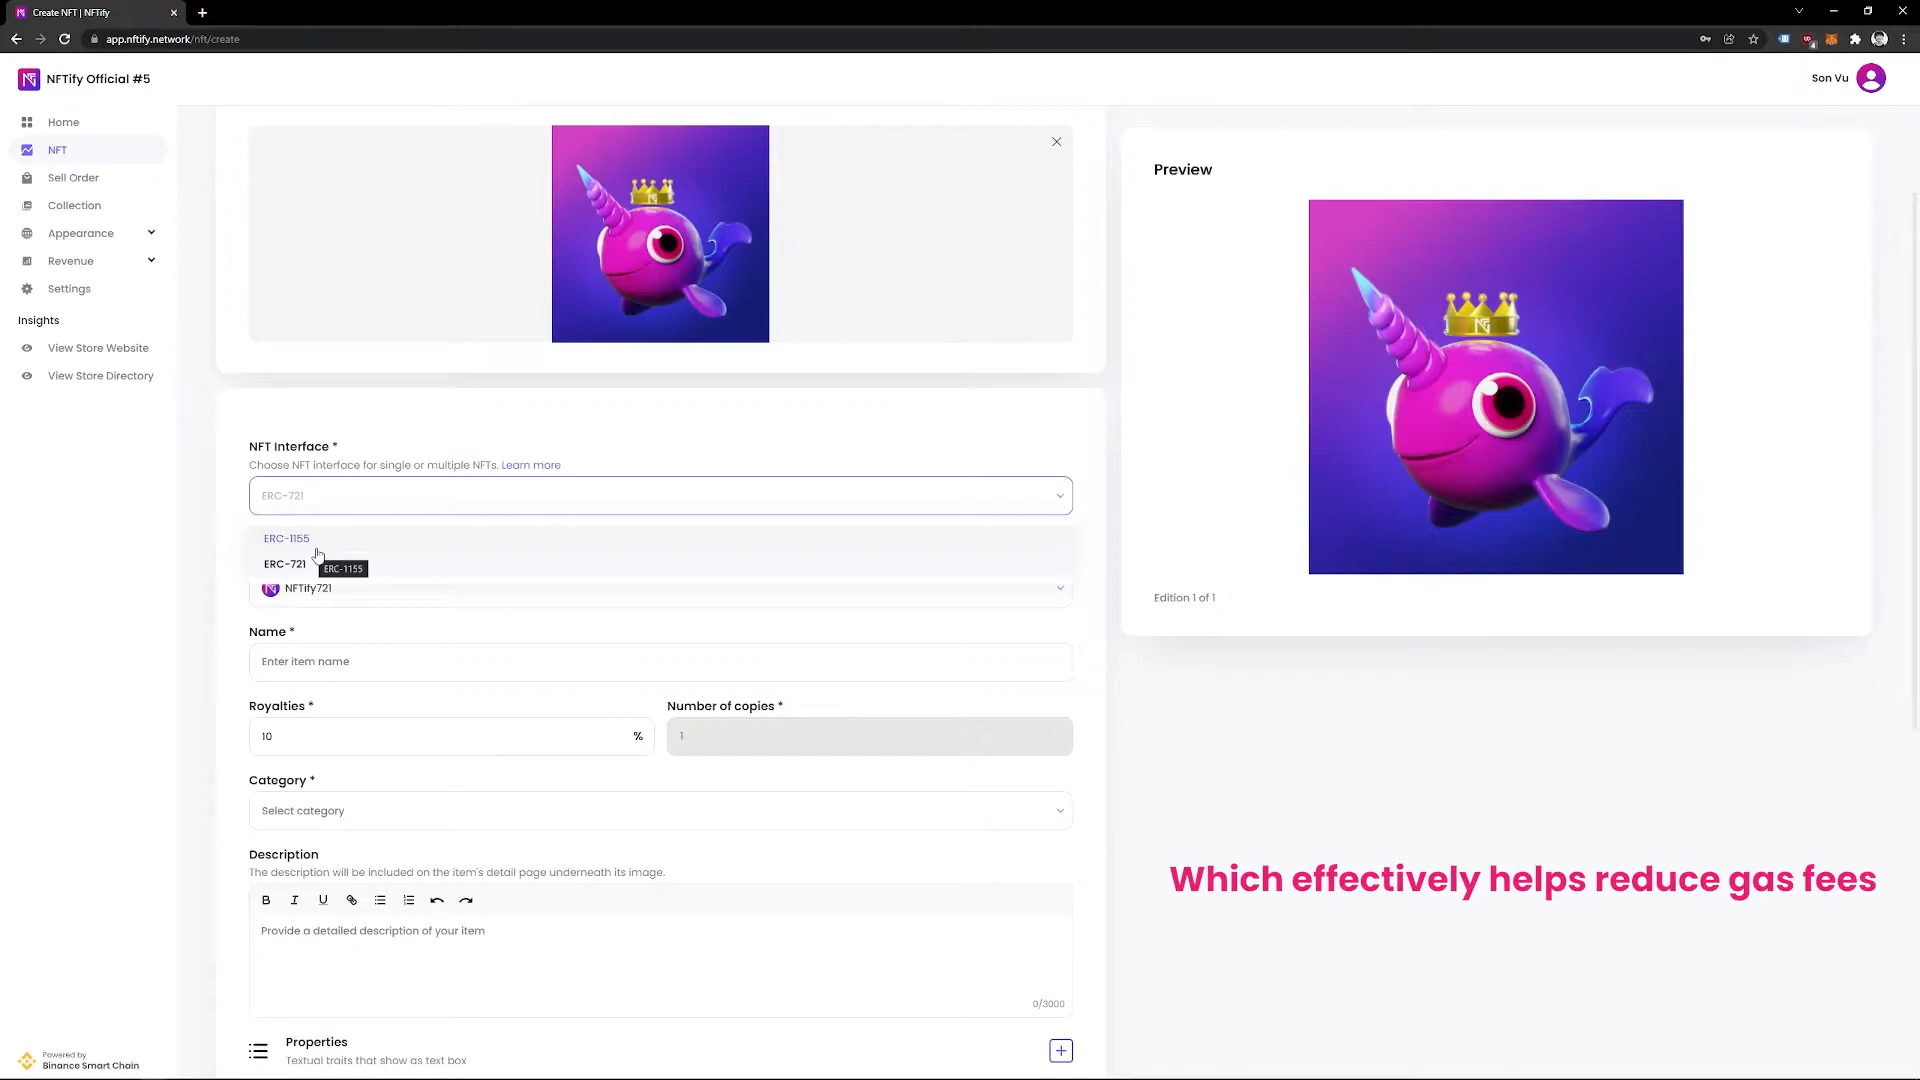 Create NFT | NFTify
app.nftify.network/nft/create
4
NFTify Official #5
Son Vu
Home
NFT
Sell Order
Collection
Appearance
Revenue
Settings
Insights
View Store Website
View Store Directory
Powered by
Binance Smart Chain
NFT Interface *
Choose NFT interface for single or multiple NFTs. Learn more
ERC-721
ERC-1155
ERC-721
ERC-1155
NFTify721
Name *
Enter item name
Royalties *
10
%
Number of copies *
1
Category *
Select category
Description
The description will be included on the item's detail page underneath its image.
B I U
Provide a detailed description of your item
0/3000
Properties
Textual traits that show as text box
Preview
Edition 1 of 1
Which effectively helps reduce gas fees